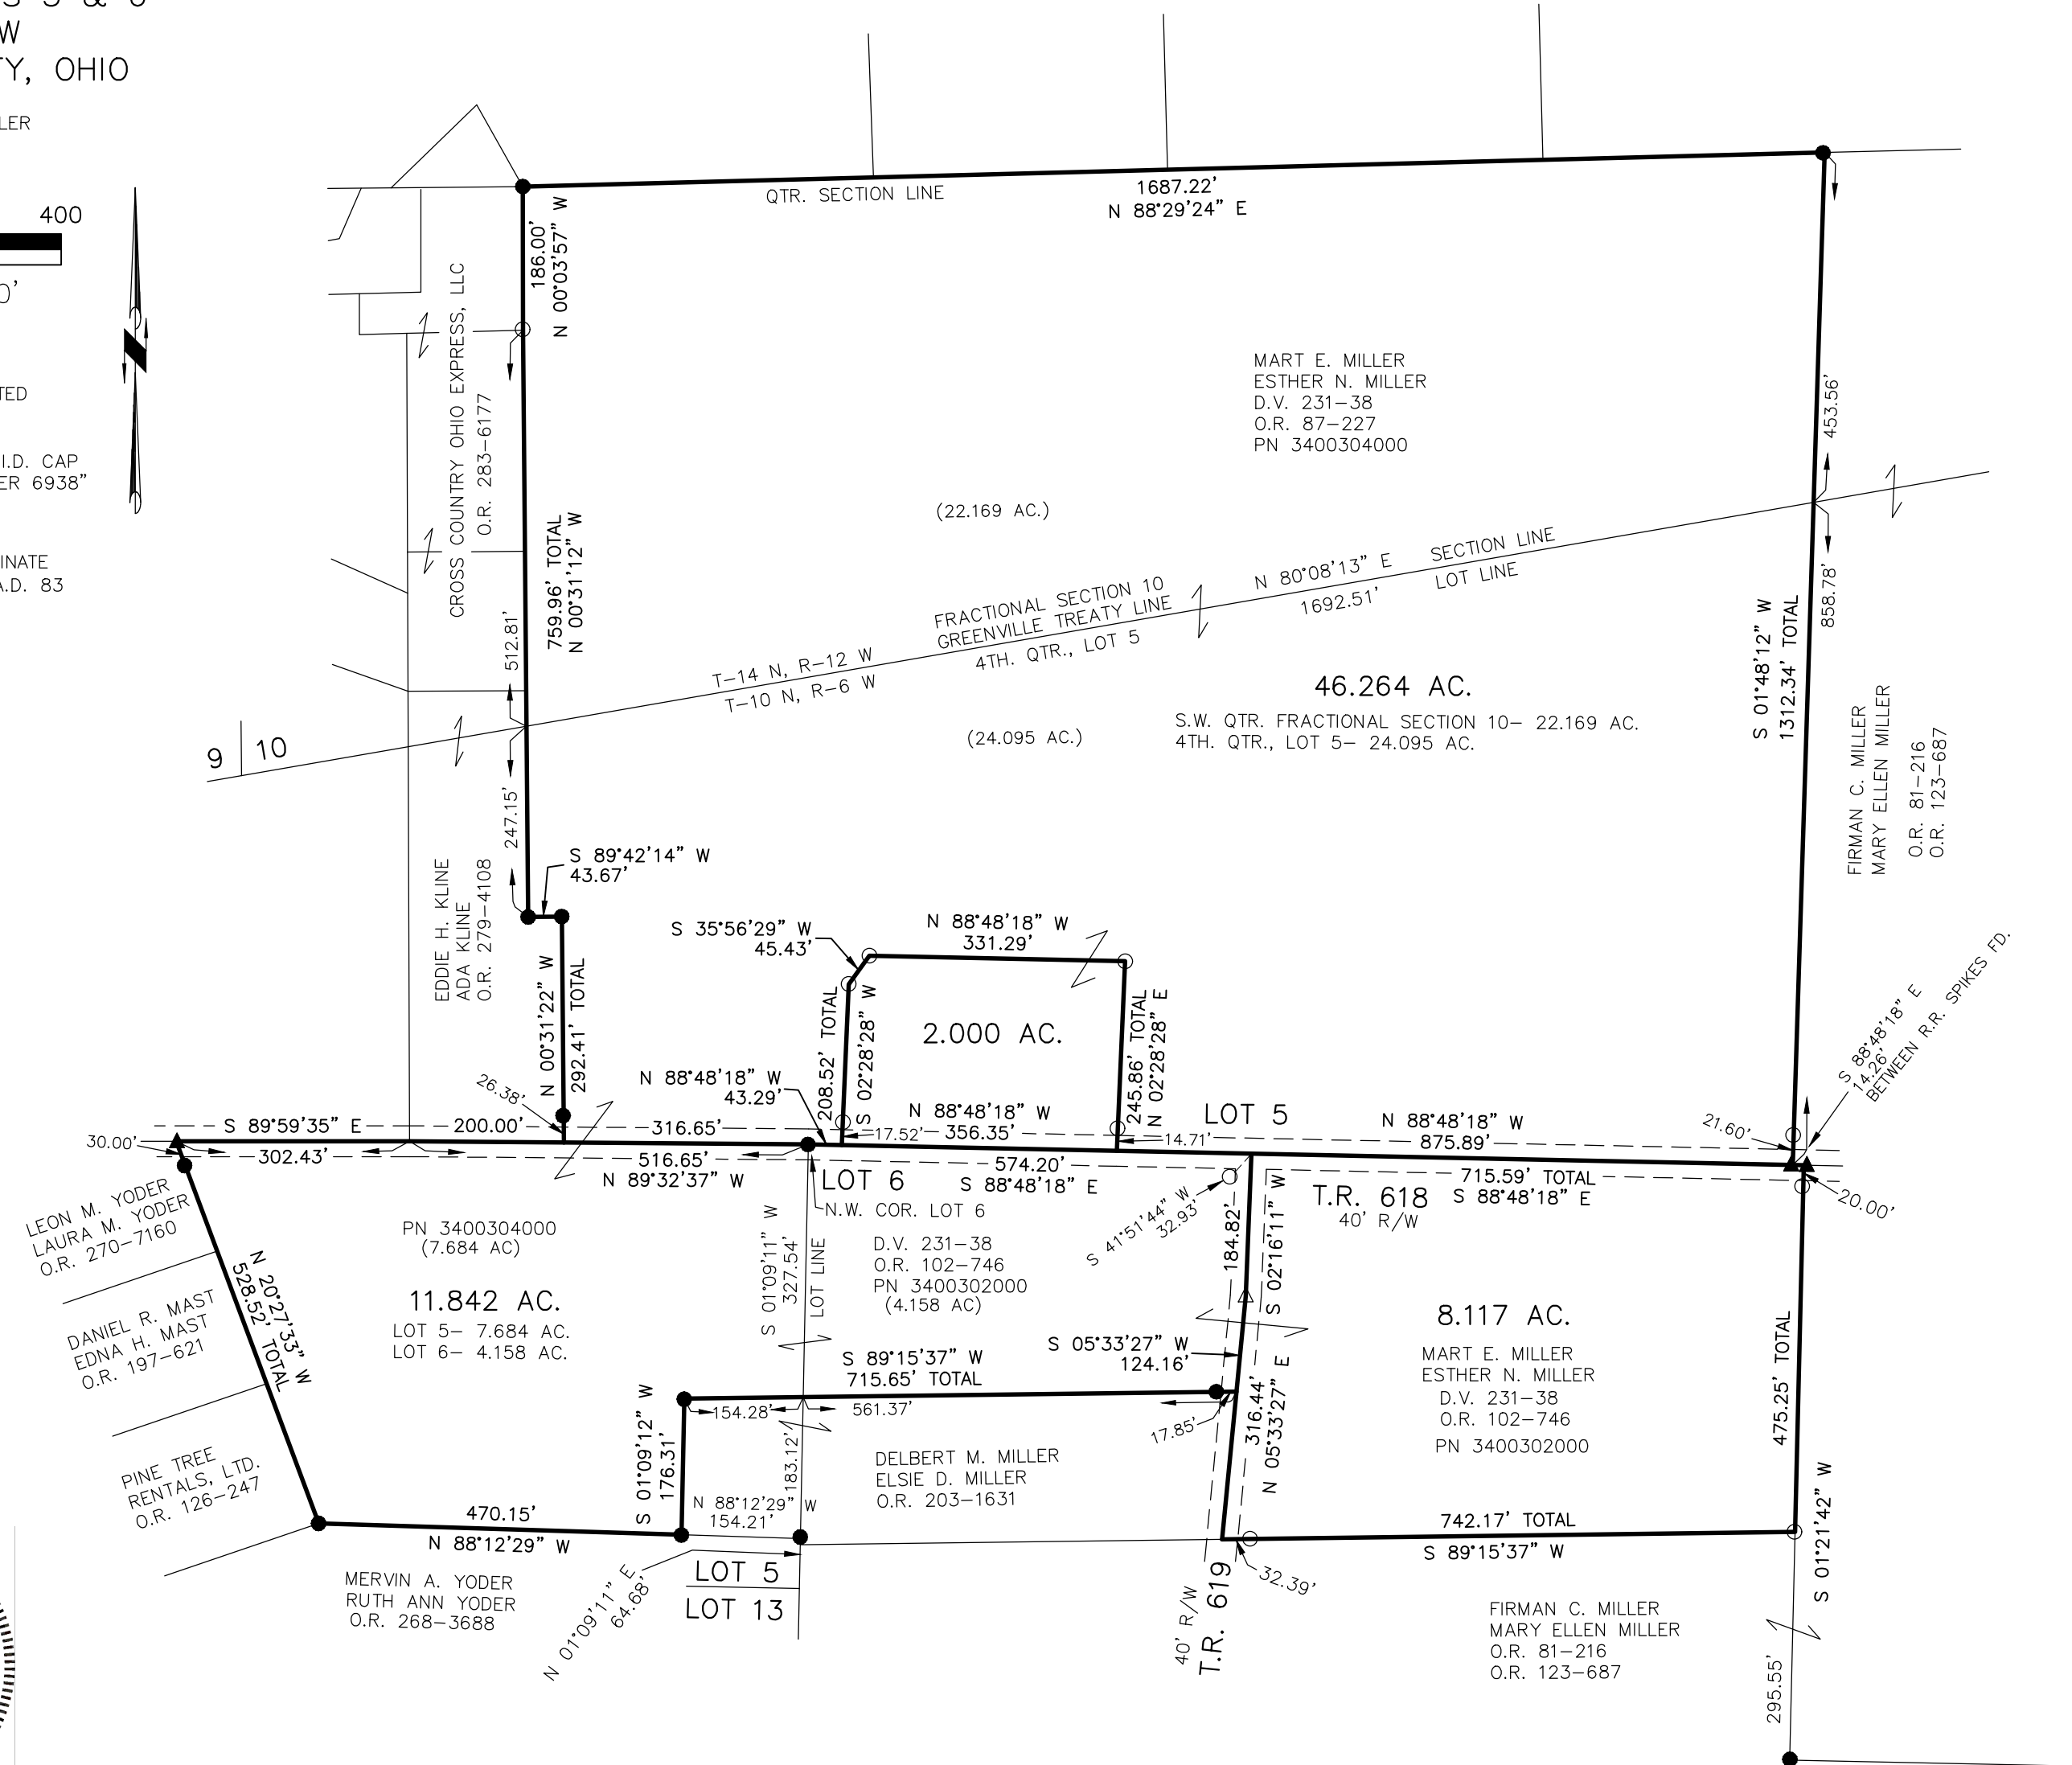 S 5 & 6
W
TY, OHIO
LER
400
0'
TED
I.D. CAP
ER 6938"
INATE
A.D. 83
QTR. SECTION LINE
1687.22'
N 88°29'24" E
186.00'
N 00°03'57" W
CROSS COUNTRY OHIO EXPRESS, LLC
O.R. 283-6177
MART E. MILLER
ESTHER N. MILLER
D.V. 231-38
O.R. 87-227
PN 3400304000
453.56'
(22.169 AC.)
759.96' TOTAL
N 00°31'12" W
512.81'
N 80°08'13" E
SECTION LINE
1692.51'
LOT LINE
FRACTIONAL SECTION 10
GREENVILLE TREATY LINE
4TH. QTR., LOT 5
T-14 N, R-12 W
T-10 N, R-6 W
858.78'
S 01°48'12" W
1312.34' TOTAL
46.264 AC.
S.W. QTR. FRACTIONAL SECTION 10- 22.169 AC.
4TH. QTR., LOT 5- 24.095 AC.
(24.095 AC.)
9
10
FIRMAN C. MILLER
MARY ELLEN MILLER
O.R. 81-216
O.R. 123-687
247.15'
S 89°42'14" W
43.67'
EDDIE H. KLINE
ADA KLINE
O.R. 279-4108
N 00°31'22" W
292.41' TOTAL
S 35°56'29" W
45.43'
N 88°48'18" W
331.29'
208.52' TOTAL
S 02°28'28" W
2.000 AC.
245.86' TOTAL
N 02°28'28" E
S 88°48'18" E
14.26'
BETWEEN R.R. SPIKES FD.
26.38'
N 88°48'18" W
43.29'
N 88°48'18" W
356.35'
17.52'
14.71'
LOT 5
N 88°48'18" W
875.89'
21.60'
30.00'
S 89°59'35" E
200.00'
316.65'
302.43'
516.65'
N 89°32'37" W
LOT 6
574.20'
S 88°48'18" E
715.59' TOTAL
T.R. 618
S 88°48'18" E
40' R/W
20.00'
N.W. COR. LOT 6
LEON M. YODER
LAURA M. YODER
O.R. 270-7160
PN 3400304000
(7.684 AC)
S 01°09'11" W
327.54'
LOT LINE
D.V. 231-38
O.R. 102-746
PN 3400302000
(4.158 AC)
S 41°51'44" W
32.93'
184.82'
S 02°16'11" W
N 20°27'33" W
528.52' TOTAL
DANIEL R. MAST
EDNA H. MAST
O.R. 197-621
11.842 AC.
LOT 5- 7.684 AC.
LOT 6- 4.158 AC.
S 05°33'27" W
124.16'
8.117 AC.
MART E. MILLER
ESTHER N. MILLER
D.V. 231-38
O.R. 102-746
PN 3400302000
475.25' TOTAL
S 01°21'42" W
S 89°15'37" W
715.65' TOTAL
154.28'
561.37'
17.85'
316.44'
N 05°33'27" E
S 01°09'12" W
176.31'
183.12'
PINE TREE
RENTALS, LTD.
O.R. 126-247
DELBERT M. MILLER
ELSIE D. MILLER
O.R. 203-1631
470.15'
N 88°12'29" W
N 88°12'29" W
154.21'
742.17' TOTAL
S 89°15'37" W
32.39'
MERVIN A. YODER
RUTH ANN YODER
O.R. 268-3688
N 01°09'11" E
64.68'
LOT 5
LOT 13
40' R/W
T.R. 619
FIRMAN C. MILLER
MARY ELLEN MILLER
O.R. 81-216
O.R. 123-687
295.55'